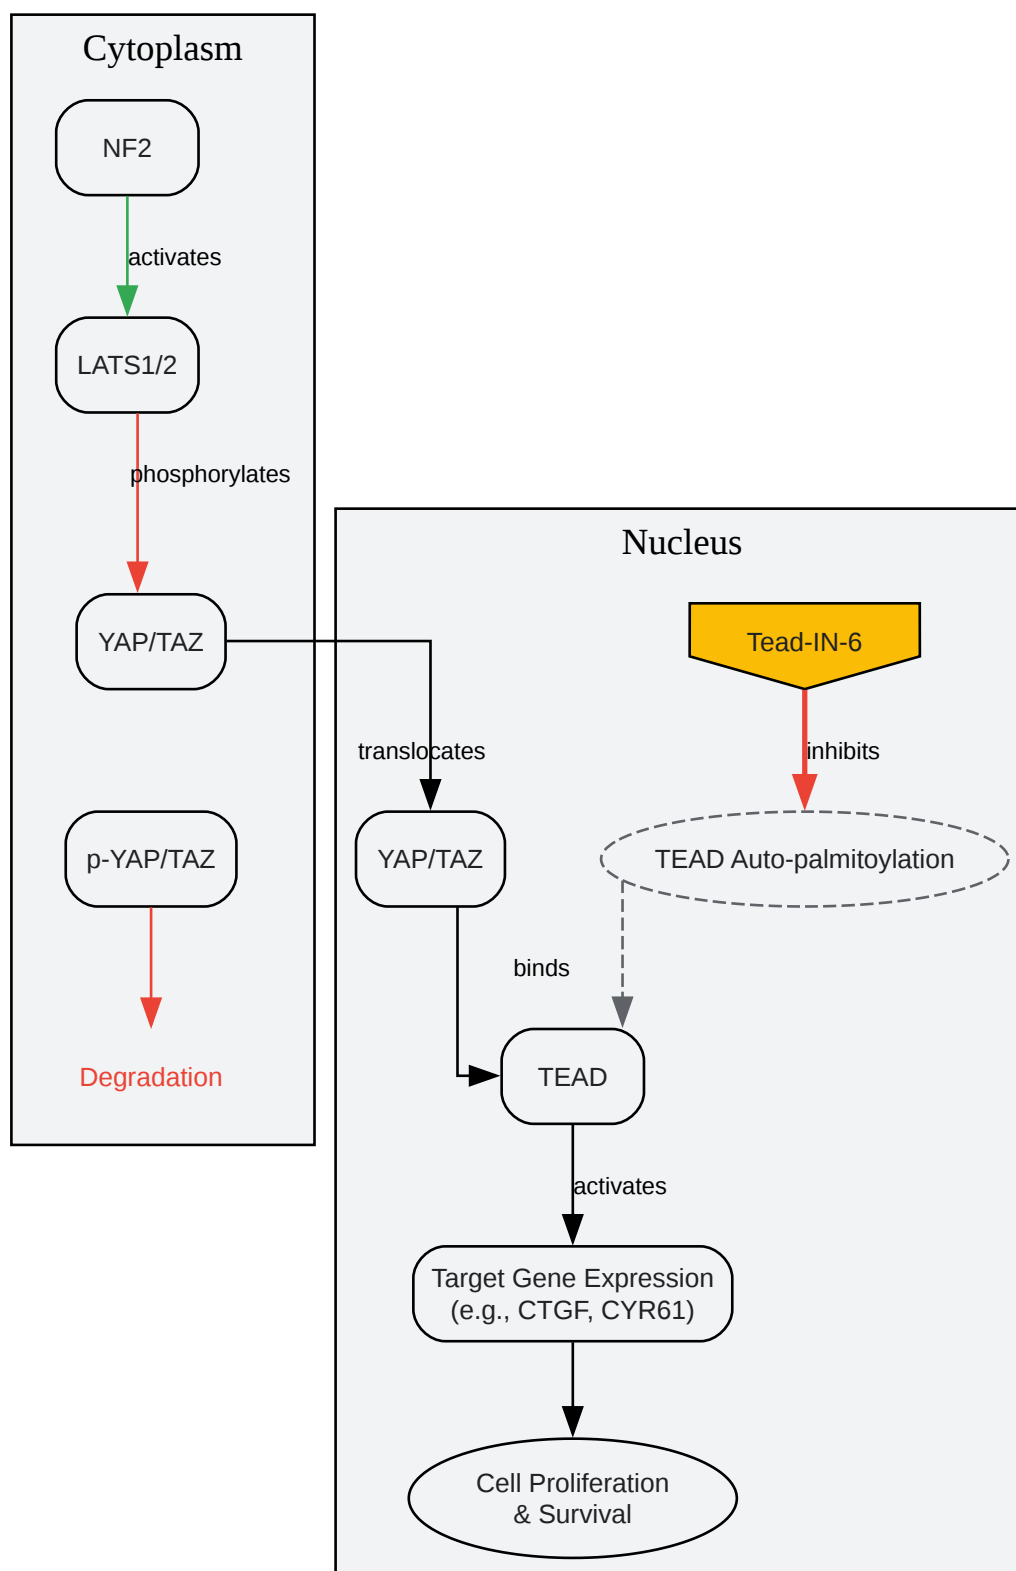 Cytoplasm
NF2
activates
LATS1/2
phosphorylates
YAP/TAZ
p-YAP/TAZ
Degradation
Nucleus
Tead-IN-6
translocates
inhibits
YAP/TAZ
TEAD Auto-palmitoylation
binds
TEAD
activates
Target Gene Expression
(e.g., CTGF, CYR61)
Cell Proliferation
& Survival